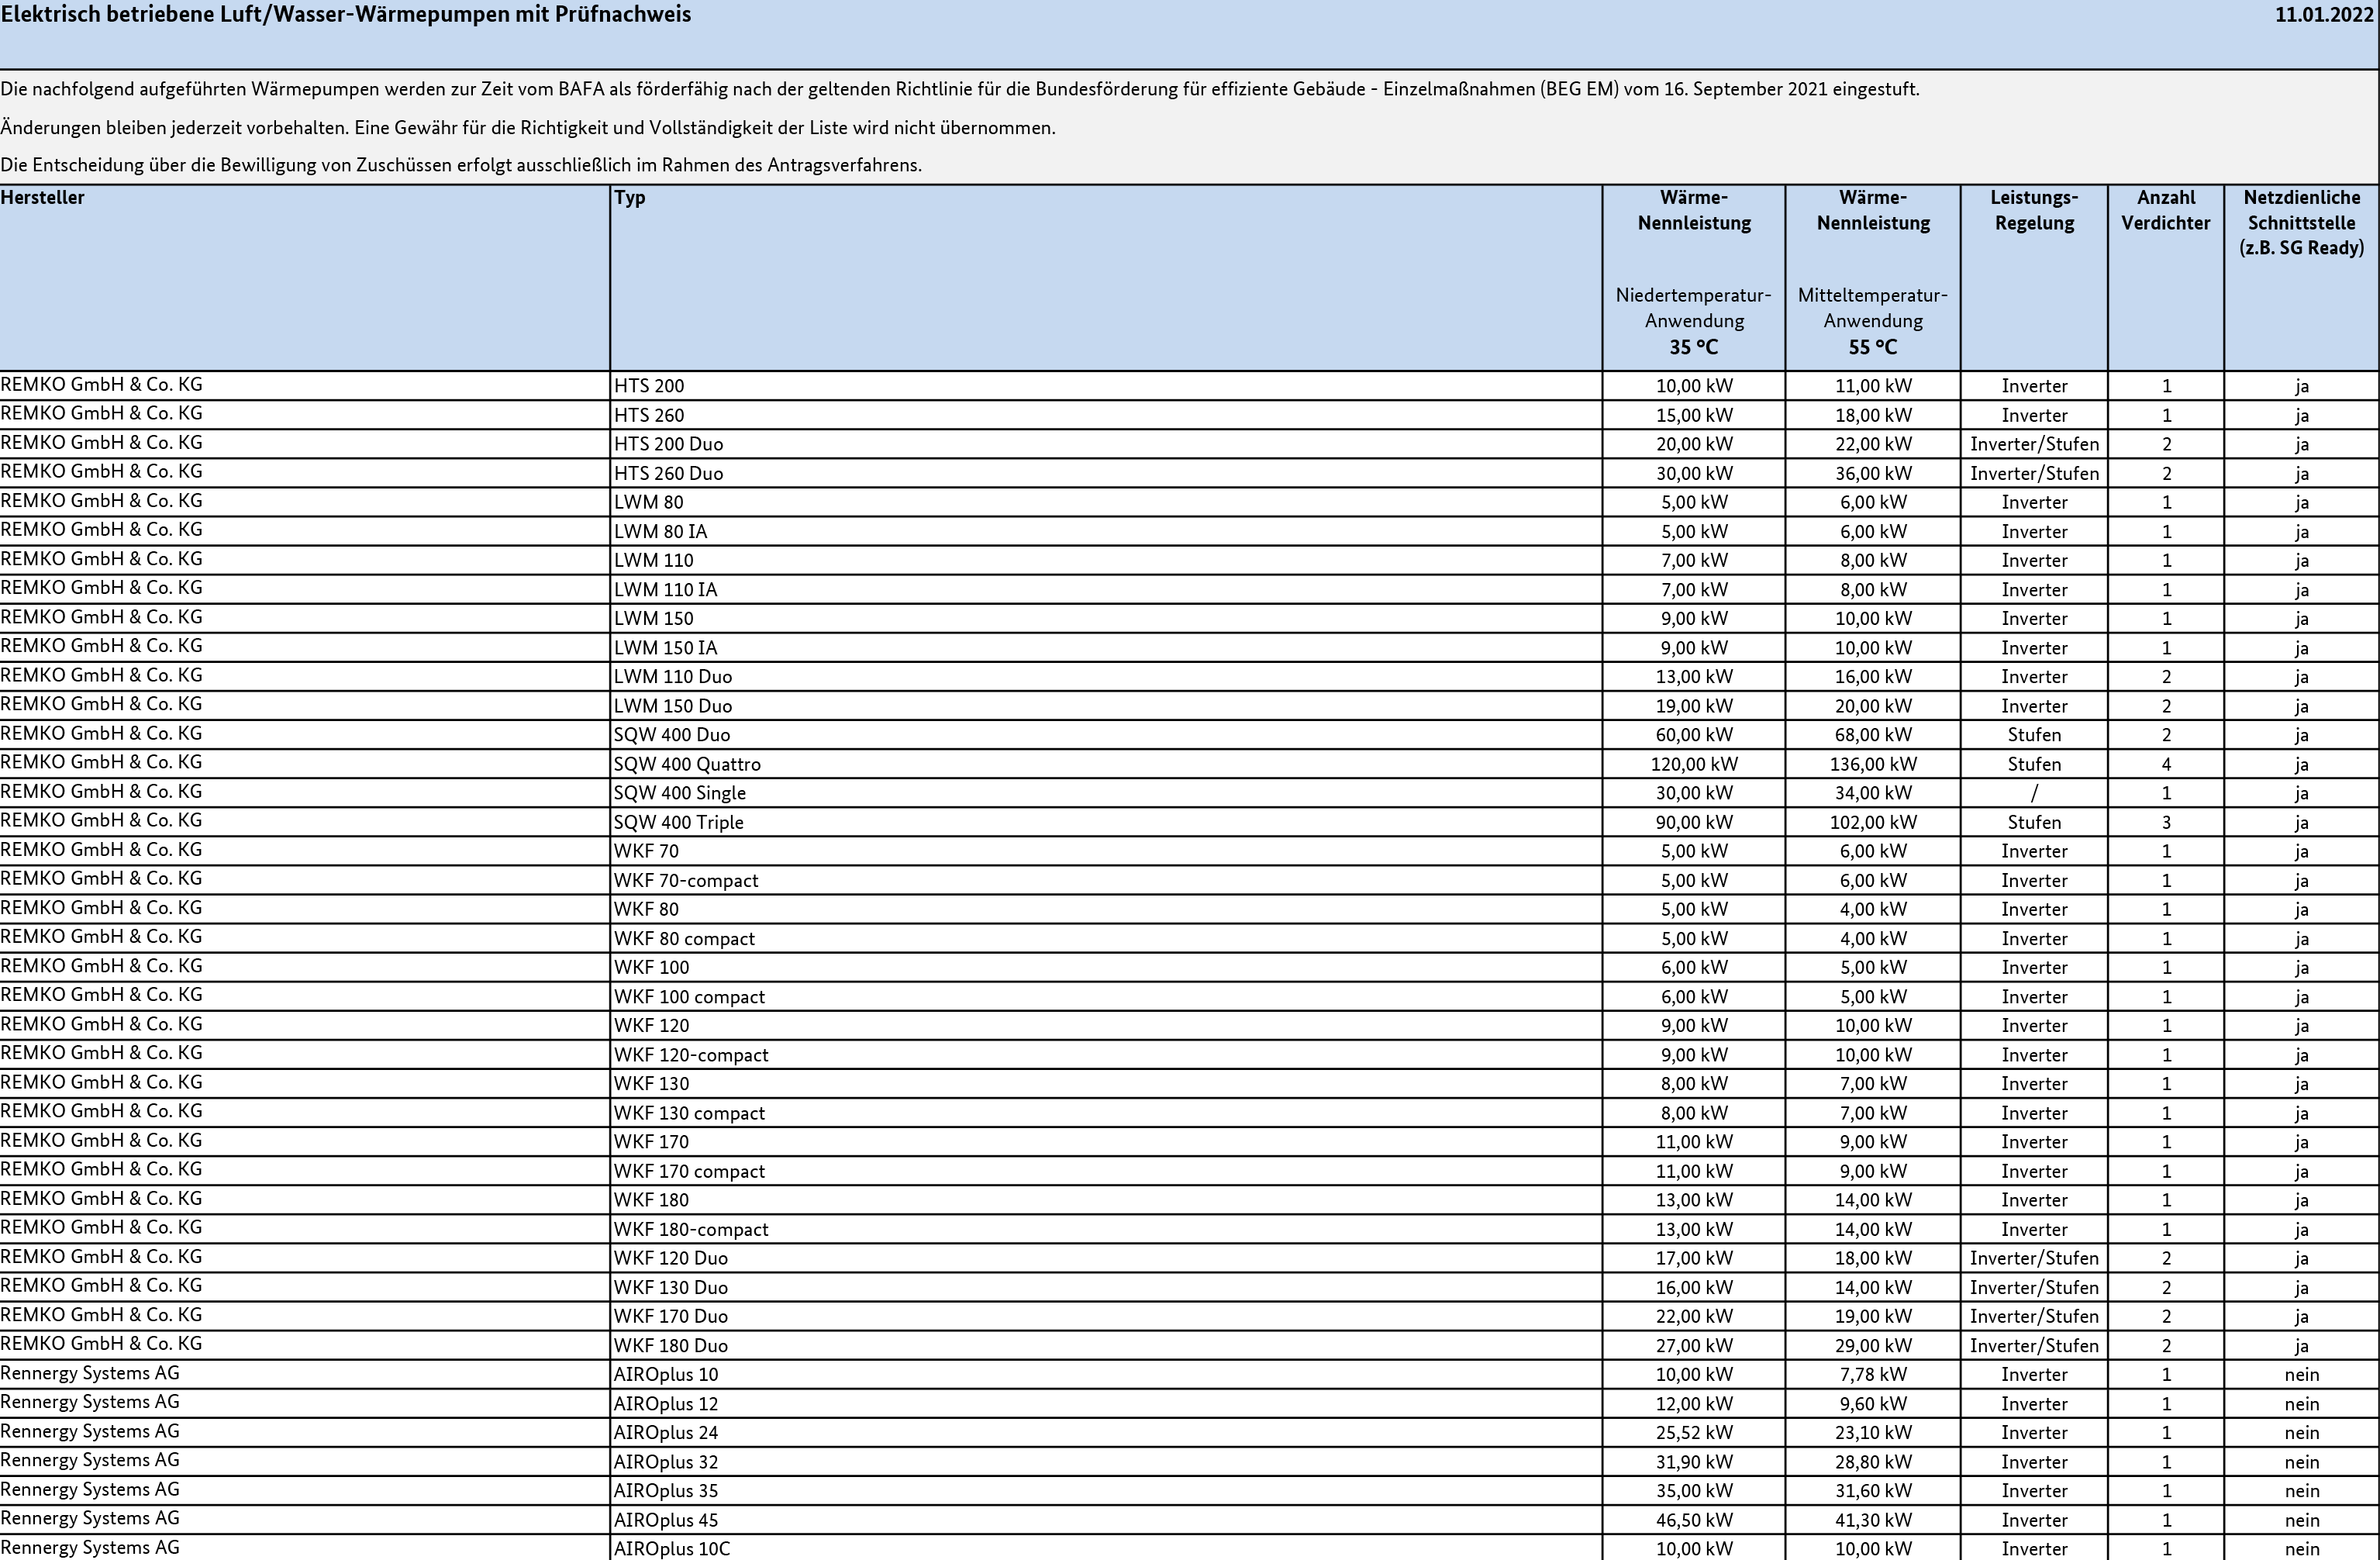 Elektrisch betriebene Luft/Wasser-Wärmepumpen mit Prüfnachweis 11.01.2022
Die nachfolgend aufgeführten Wärmepumpen werden zur Zeit vom BAFA als förderfähig nach der geltenden Richtlinie für die Bundesförderung für effiziente Gebäude - Einzelmaßnahmen (BEG EM) vom 16. September 2021 eingestuft.
Änderungen bleiben jederzeit vorbehalten. Eine Gewähr für die Richtigkeit und Vollständigkeit der Liste wird nicht übernommen.
Die Entscheidung über die Bewilligung von Zuschüssen erfolgt ausschließlich im Rahmen des Antragsverfahrens.
Hersteller Typ Wärme- Wärme- Leistungs- Anzahl Netzdienliche
Nennleistung Nennleistung Regelung Verdichter Schnittstelle
(z.B. SG Ready)
Niedertemperatur- Mitteltemperatur-
Anwendung Anwendung
35 °C 55 °C
REMKO GmbH & Co. KG HTS 200 10,00 kW 11,00 kW Inverter 1 ja
REMKO GmbH & Co. KG HTS 260 15,00 kW 18,00 kW Inverter 1 ja
REMKO GmbH & Co. KG HTS 200 Duo 20,00 kW 22,00 kW Inverter/Stufen 2 ja
REMKO GmbH & Co. KG HTS 260 Duo 30,00 kW 36,00 kW Inverter/Stufen 2 ja
REMKO GmbH & Co. KG LWM 80 5,00 kW 6,00 kW Inverter 1 ja
REMKO GmbH & Co. KG LWM 80 IA 5,00 kW 6,00 kW Inverter 1 ja
REMKO GmbH & Co. KG LWM 110 7,00 kW 8,00 kW Inverter 1 ja
REMKO GmbH & Co. KG LWM 110 IA 7,00 kW 8,00 kW Inverter 1 ja
REMKO GmbH & Co. KG LWM 150 9,00 kW 10,00 kW Inverter 1 ja
REMKO GmbH & Co. KG LWM 150 IA 9,00 kW 10,00 kW Inverter 1 ja
REMKO GmbH & Co. KG LWM 110 Duo 13,00 kW 16,00 kW Inverter 2 ja
REMKO GmbH & Co. KG LWM 150 Duo 19,00 kW 20,00 kW Inverter 2 ja
REMKO GmbH & Co. KG SQW 400 Duo 60,00 kW 68,00 kW Stufen 2 ja
REMKO GmbH & Co. KG SQW 400 Quattro 120,00 kW 136,00 kW Stufen 4 ja
REMKO GmbH & Co. KG SQW 400 Single 30,00 kW 34,00 kW / 1 ja
REMKO GmbH & Co. KG SQW 400 Triple 90,00 kW 102,00 kW Stufen 3 ja
REMKO GmbH & Co. KG WKF 70 5,00 kW 6,00 kW Inverter 1 ja
REMKO GmbH & Co. KG WKF 70-compact 5,00 kW 6,00 kW Inverter 1 ja
REMKO GmbH & Co. KG WKF 80 5,00 kW 4,00 kW Inverter 1 ja
REMKO GmbH & Co. KG WKF 80 compact 5,00 kW 4,00 kW Inverter 1 ja
REMKO GmbH & Co. KG WKF 100 6,00 kW 5,00 kW Inverter 1 ja
REMKO GmbH & Co. KG WKF 100 compact 6,00 kW 5,00 kW Inverter 1 ja
REMKO GmbH & Co. KG WKF 120 9,00 kW 10,00 kW Inverter 1 ja
REMKO GmbH & Co. KG WKF 120-compact 9,00 kW 10,00 kW Inverter 1 ja
REMKO GmbH & Co. KG WKF 130 8,00 kW 7,00 kW Inverter 1 ja
REMKO GmbH & Co. KG WKF 130 compact 8,00 kW 7,00 kW Inverter 1 ja
REMKO GmbH & Co. KG WKF 170 11,00 kW 9,00 kW Inverter 1 ja
REMKO GmbH & Co. KG WKF 170 compact 11,00 kW 9,00 kW Inverter 1 ja
REMKO GmbH & Co. KG WKF 180 13,00 kW 14,00 kW Inverter 1 ja
REMKO GmbH & Co. KG WKF 180-compact 13,00 kW 14,00 kW Inverter 1 ja
REMKO GmbH & Co. KG WKF 120 Duo 17,00 kW 18,00 kW Inverter/Stufen 2 ja
REMKO GmbH & Co. KG WKF 130 Duo 16,00 kW 14,00 kW Inverter/Stufen 2 ja
REMKO GmbH & Co. KG WKF 170 Duo 22,00 kW 19,00 kW Inverter/Stufen 2 ja
REMKO GmbH & Co. KG WKF 180 Duo 27,00 kW 29,00 kW Inverter/Stufen 2 ja
Rennergy Systems AG AIROplus 10 10,00 kW 7,78 kW Inverter 1 nein
Rennergy Systems AG AIROplus 12 12,00 kW 9,60 kW Inverter 1 nein
Rennergy Systems AG AIROplus 24 25,52 kW 23,10 kW Inverter 1 nein
Rennergy Systems AG AIROplus 32 31,90 kW 28,80 kW Inverter 1 nein
Rennergy Systems AG AIROplus 35 35,00 kW 31,60 kW Inverter 1 nein
Rennergy Systems AG AIROplus 45 46,50 kW 41,30 kW Inverter 1 nein
Rennergy Systems AG AIROplus 10C 10,00 kW 10,00 kW Inverter 1 nein